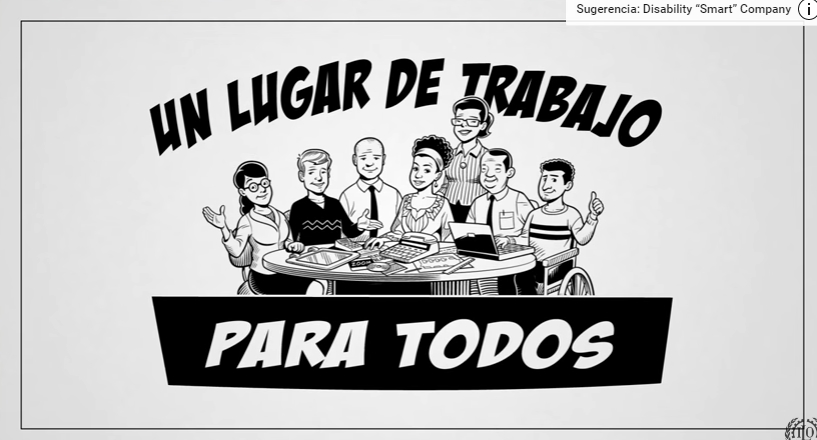 Sugerencia: Disability “Smart” Company
UN LUGAR DE TRABAJO
PARA TODOS